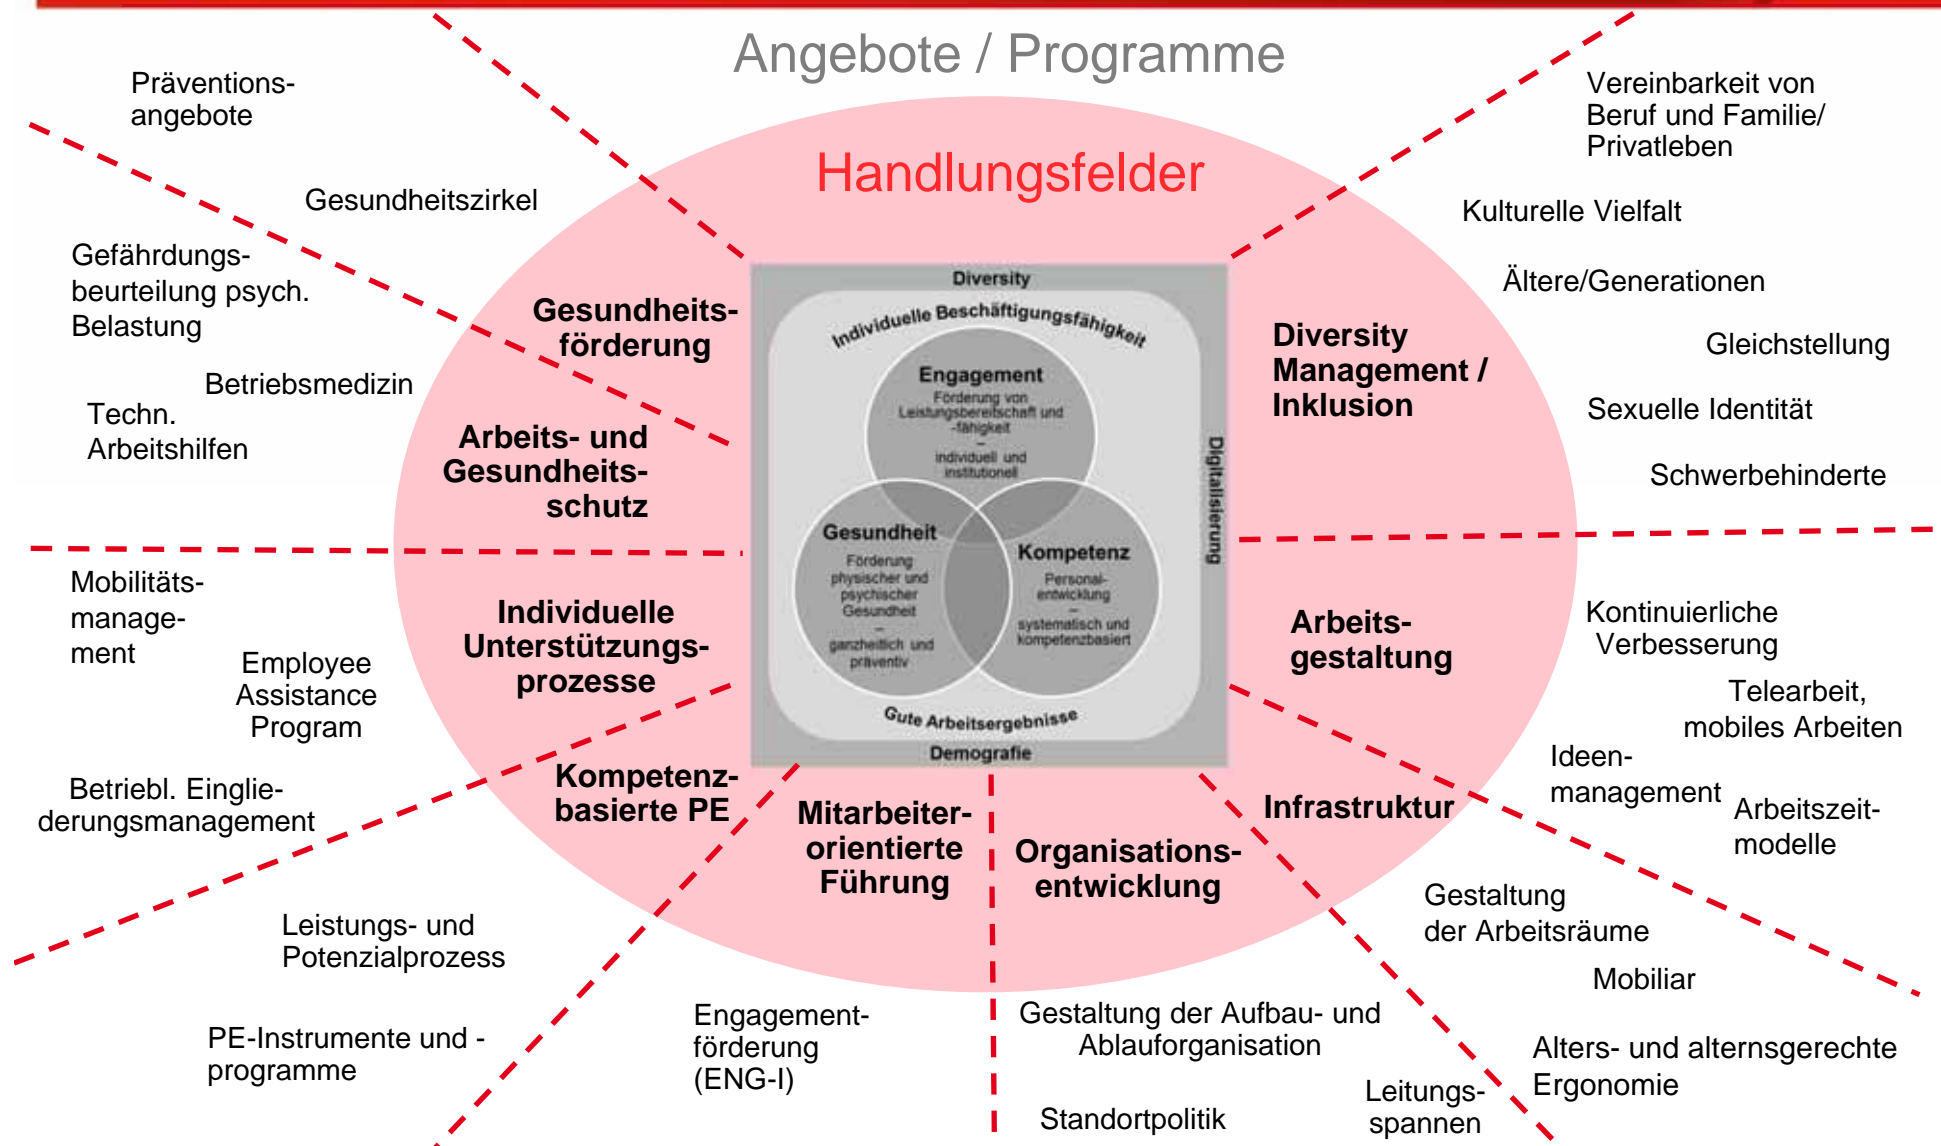 Angebote / Programme
Handlungsfelder
Präventions-
angebote
Gesundheitszirkel
Gesundheits-
förderung
Gefährdungs-
beurteilung psych.
Belastung
Betriebsmedizin
Techn.
Arbeitshilfen
Arbeits- und
Gesundheits-
schutz
Mobilitäts-
manage-
ment
Employee
Assistance
Program
Betriebl. Einglie-
derungsmanagement
Individuelle
Unterstützungs-
prozesse
Kompetenz-
basierte PE
Leistungs- und
Potenzialprozess
PE-Instrumente und -
programme
Mitarbeiter-
orientierte
Führung
Engagement-
förderung
(ENG-I)
Organisations-
entwicklung
Gestaltung der Aufbau- und
Ablauforganisation
Standortpolitik
Leitungs-
spannen
Infrastruktur
Gestaltung
der Arbeitsräume
Mobiliar
Alters- und alternsgerechte
Ergonomie
Arbeits-
gestaltung
Kontinuierliche
Verbesserung
Telearbeit,
mobiles Arbeiten
Ideen-
management
Arbeitszeit-
modelle
Diversity
Management /
Inklusion
Vereinbarkeit von
Beruf und Familie/
Privatleben
Kulturelle Vielfalt
Ältere/Generationen
Gleichstellung
Sexuelle Identität
Schwerbehinderte
Diversity
Individuelle Beschäftigungsfähigkeit
Engagement
Förderung von
Leistungsbereitschaft und
-fähigkeit
–
individuell und
institutionell
Gesundheit
Förderung
physischer und
psychischer
Gesundheit
–
ganzheitlich und
präventiv
Kompetenz
Personal-
entwicklung
–
systematisch und
kompetenzbasiert
Gute Arbeitsergebnisse
Demografie
Digitalisierung